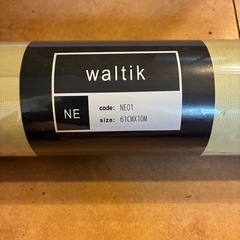 waltik
NE
code: NE01
size: 61CMX10M